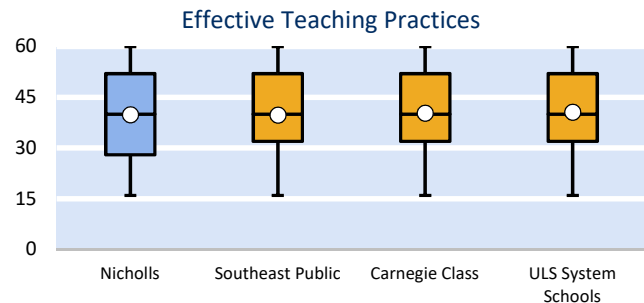 Effective Teaching Practices
60
45
30
15
0
Nicholls
Southeast Public
Carnegie Class
ULS System
Schools